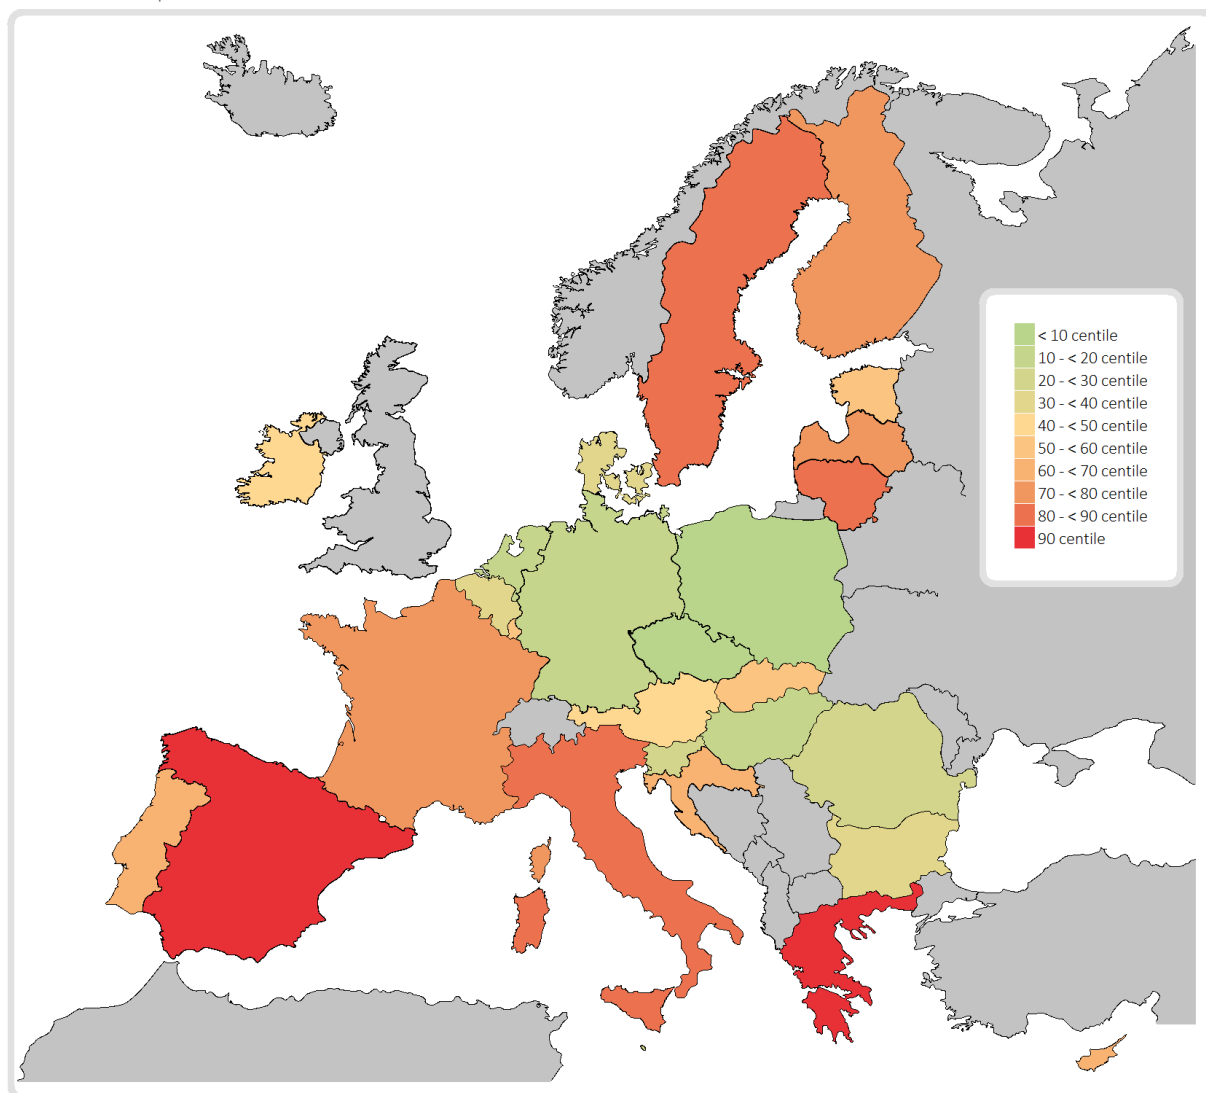 < 10 centile
10 - < 20 centile
20 - < 30 centile
30 - < 40 centile
40 - < 50 centile
50 - < 60 centile
60 - < 70 centile
70 - < 80 centile
80 - < 90 centile
90 centile